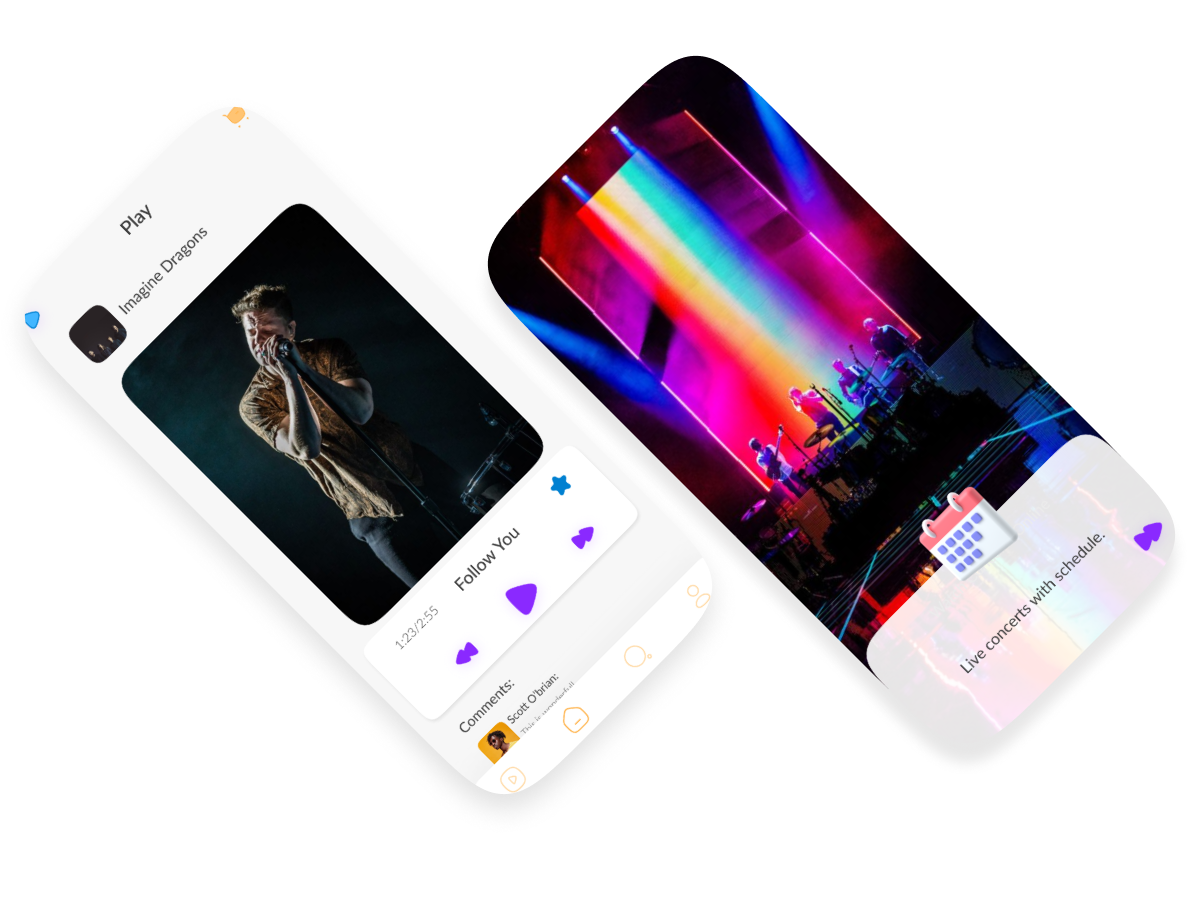 Play
Imagine Dragons
Follow You
1:23/2:55
Comments:
Scott O'brian:
This is wonderful!
Live concerts with schedule.